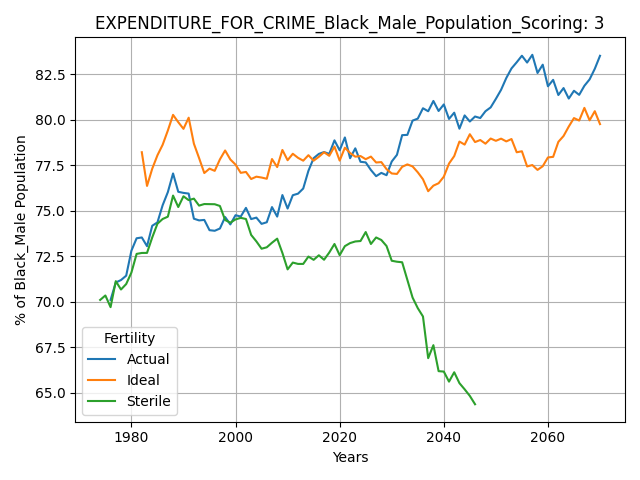 EXPENDITURE_FOR_CRIME_Black_Male_Population_Scoring: 3
% of Black_Male Population
82.5
80.0
77.5
75.0
72.5
70.0
67.5
65.0
Fertility
Actual
Ideal
Sterile
1980
2000
2020
2040
2060
Years